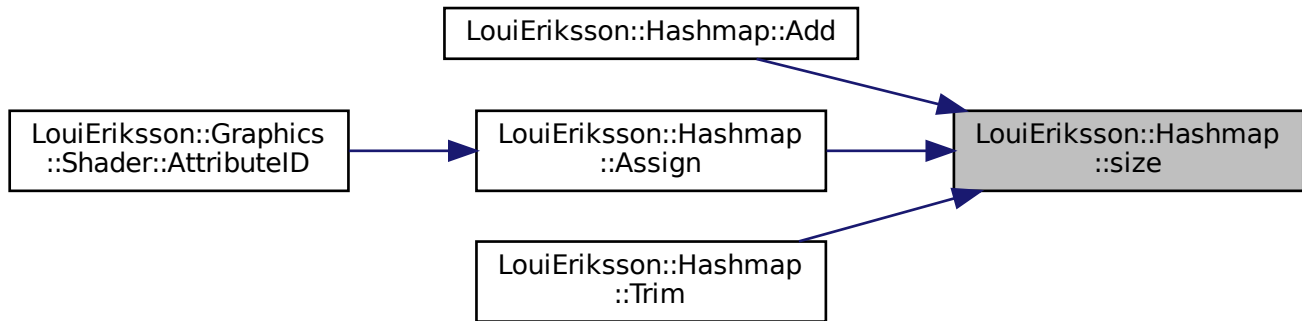 LouiEriksson::Hashmap::Add
LouiEriksson::Graphics
::Shader::AttributeID
LouiEriksson::Hashmap
::Assign
LouiEriksson::Hashmap
::size
LouiEriksson::Hashmap
::Trim